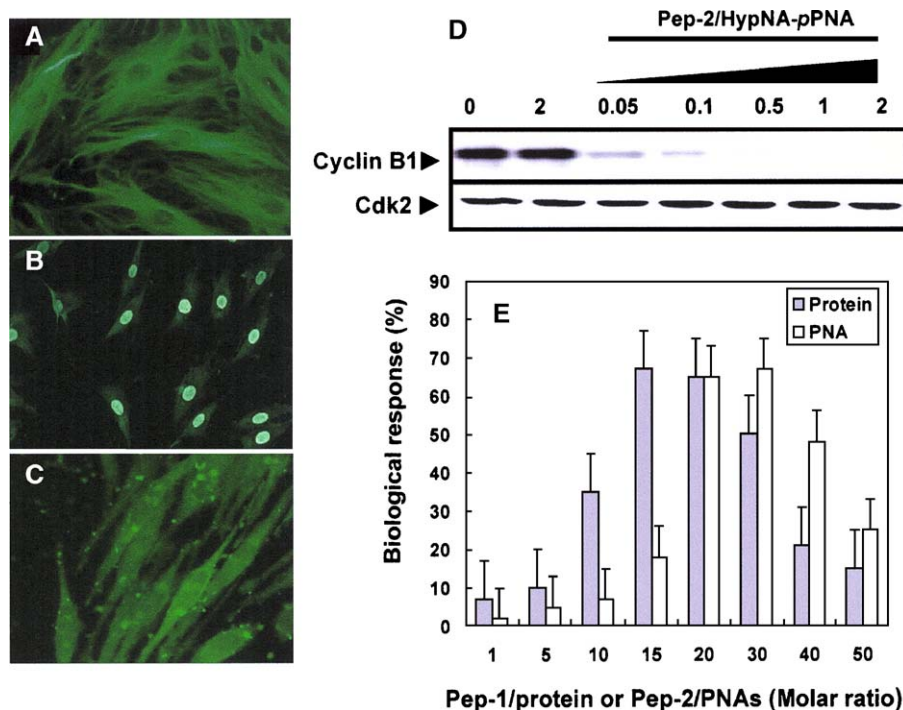 A
B
C
D
Pep-2/HypNA-pPNA
0 2 0.05 0.1 0.5 1 2
Cyclin B1
Cdk2
E
Protein
PNA
Biological response (%)
90
80
70
60
50
40
30
20
10
0
1 5 10 15 20 30 40 50
Pep-1/protein or Pep-2/PNAs (Molar ratio)